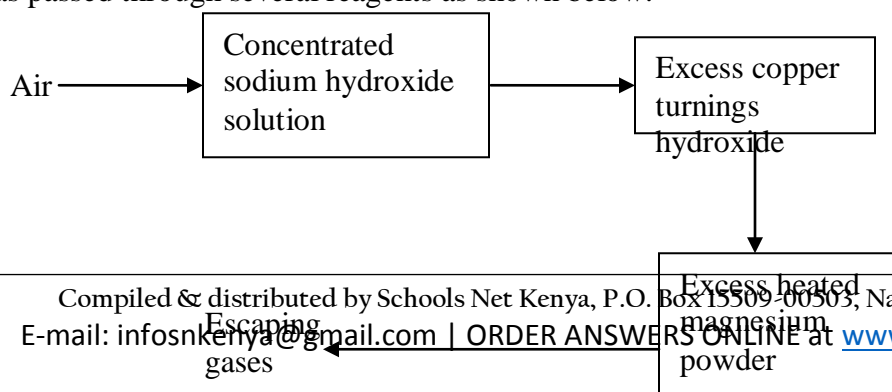 as passed through several reagents as shown below:
Air
Concentrated
sodium hydroxide
solution
Excess copper
turnings
hydroxide
Excess heated
magnesium
powder
Escaping
gases
Compiled & distributed by Schools Net Kenya, P.O. Box 15509-00503, Na
E-mail: infosnkenya@gmail.com | ORDER ANSWERS ONLINE at www